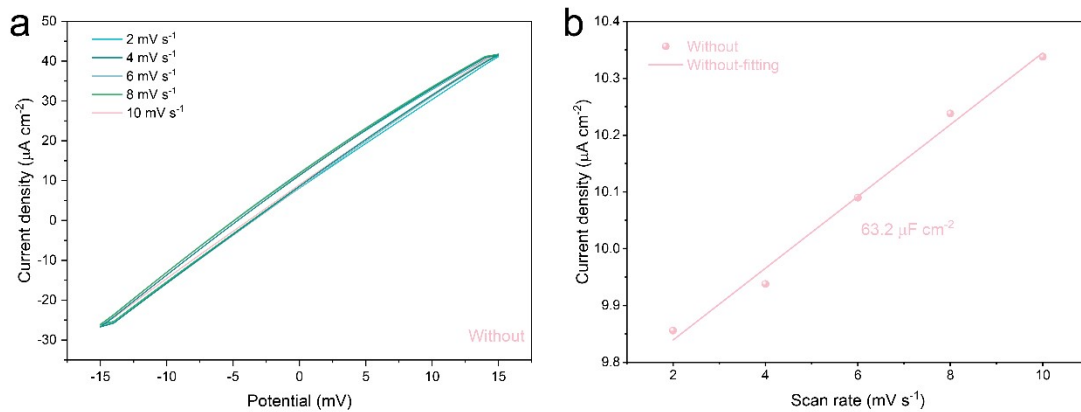 a
50
40
30
20
10
0
-10
-20
-30
Current density (μA cm⁻²)
2 mV s⁻¹
4 mV s⁻¹
6 mV s⁻¹
8 mV s⁻¹
10 mV s⁻¹
Without
-15 -10 -5 0 5 10 15
Potential (mV)
b
10.4
10.3
10.2
10.1
10.0
9.9
9.8
Current density (μA cm⁻²)
Without
Without-fitting
63.2 μF cm⁻²
2 4 6 8 10
Scan rate (mV s⁻¹)